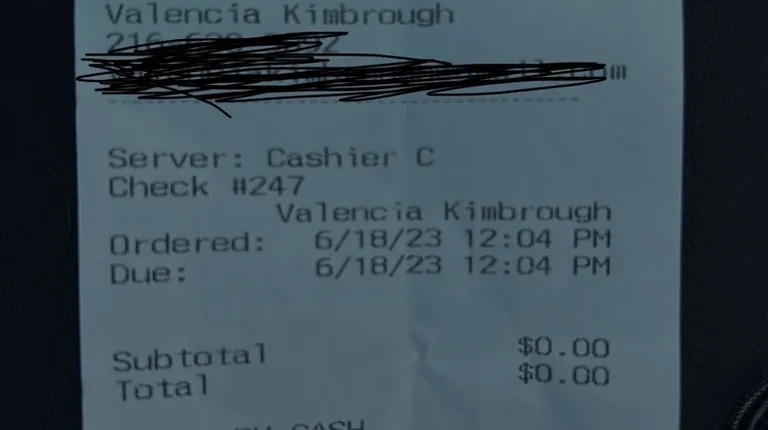 Valencia Kimbrough
Server: Cashier C
Check #247
Valencia Kimbrough
Ordered: 6/18/23 12:04 PM
Due: 6/18/23 12:04 PM
Subtotal $0.00
Total $0.00
CASH